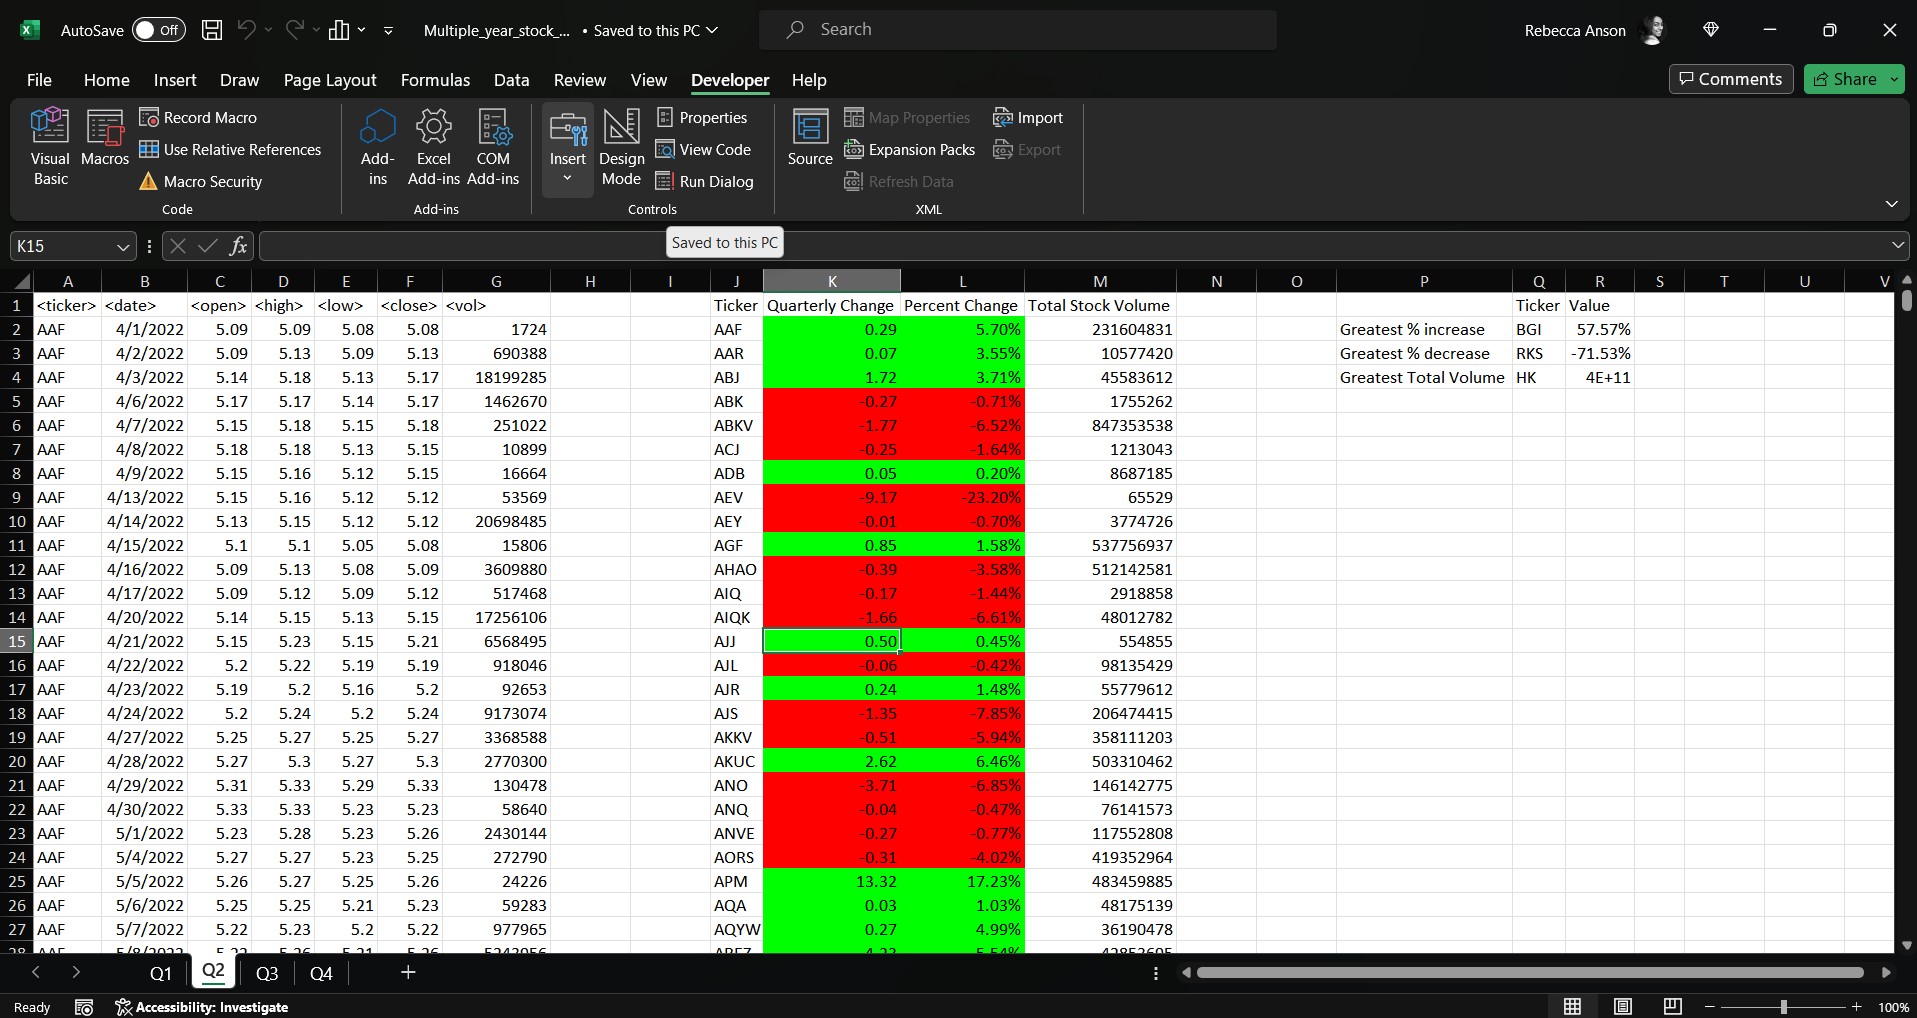 AutoSave Off Multiple_year_stock_... • Saved to this PC Search Rebecca Anson
File Home Insert Draw Page Layout Formulas Data Review View Developer Help Comments Share
Visual Basic
Macros
Record Macro
Use Relative References
Macro Security
Code
Add-ins
Excel Add-ins
COM Add-ins
Add-ins
Insert
Design Mode
Properties
View Code
Run Dialog
Controls
Source
Map Properties
Expansion Packs
Refresh Data
Import
Export
XML
K15 fx Saved to this PC
A B C D E F G H I J K L M N O P Q R S T U V
1 <ticker> <date> <open> <high> <low> <close> <vol> Ticker Quarterly Change Percent Change Total Stock Volume Ticker Value
2 AAF 4/1/2022 5.09 5.09 5.08 5.08 1724 AAF 0.29 5.70% 231604831 Greatest % increase BGI 57.57%
3 AAF 4/2/2022 5.09 5.13 5.09 5.13 690388 AAR 0.07 3.55% 10577420 Greatest % decrease RKS -71.53%
4 AAF 4/3/2022 5.14 5.18 5.13 5.17 18199285 ABJ 1.72 3.71% 45583612 Greatest Total Volume HK 4E+11
5 AAF 4/6/2022 5.17 5.17 5.14 5.17 1462670 ABK -0.27 -0.71% 1755262
6 AAF 4/7/2022 5.15 5.18 5.15 5.18 251022 ABKV -1.77 -6.52% 847353538
7 AAF 4/8/2022 5.18 5.18 5.13 5.15 10899 ACJ -0.25 -1.64% 1213043
8 AAF 4/9/2022 5.15 5.16 5.12 5.15 16664 ADB 0.05 0.20% 8687185
9 AAF 4/13/2022 5.15 5.16 5.12 5.12 53569 AEV -9.17 -23.20% 65529
10 AAF 4/14/2022 5.13 5.15 5.12 5.12 20698485 AEY -0.01 -0.70% 3774726
11 AAF 4/15/2022 5.1 5.1 5.05 5.08 15806 AGF 0.85 1.58% 537756937
12 AAF 4/16/2022 5.09 5.13 5.08 5.09 3609880 AHAO -0.39 -3.58% 512142581
13 AAF 4/17/2022 5.09 5.12 5.09 5.12 517468 AIQ -0.17 -1.44% 2918858
14 AAF 4/20/2022 5.14 5.15 5.13 5.15 17256106 AIQK -1.66 -6.61% 48012782
15 AAF 4/21/2022 5.15 5.23 5.15 5.21 6568495 AJJ 0.50 0.45% 554855
16 AAF 4/22/2022 5.2 5.22 5.19 5.19 918046 AJL -0.06 -0.42% 98135429
17 AAF 4/23/2022 5.19 5.2 5.16 5.2 92653 AJR 0.24 1.48% 55779612
18 AAF 4/24/2022 5.2 5.24 5.2 5.24 9173074 AJS -1.35 -7.85% 206474415
19 AAF 4/27/2022 5.25 5.27 5.25 5.27 3368588 AKKV -0.51 -5.94% 358111203
20 AAF 4/28/2022 5.27 5.3 5.27 5.3 2770300 AKUC 2.62 6.46% 503310462
21 AAF 4/29/2022 5.31 5.33 5.29 5.33 130478 ANO -3.71 -6.85% 146142775
22 AAF 4/30/2022 5.33 5.33 5.23 5.23 58640 ANQ -0.04 -0.47% 76141573
23 AAF 5/1/2022 5.23 5.28 5.23 5.26 2430144 ANVE -0.27 -0.77% 117552808
24 AAF 5/4/2022 5.27 5.27 5.23 5.25 272790 AORS -0.31 -4.02% 419352964
25 AAF 5/5/2022 5.26 5.27 5.25 5.26 24226 APM 13.32 17.23% 483459885
26 AAF 5/6/2022 5.25 5.25 5.21 5.23 59283 AQA 0.03 1.03% 48175139
27 AAF 5/7/2022 5.22 5.23 5.2 5.22 977965 AQYW 0.27 4.99% 36190478
Q1 Q2 Q3 Q4
Ready Accessibility: Investigate 100%